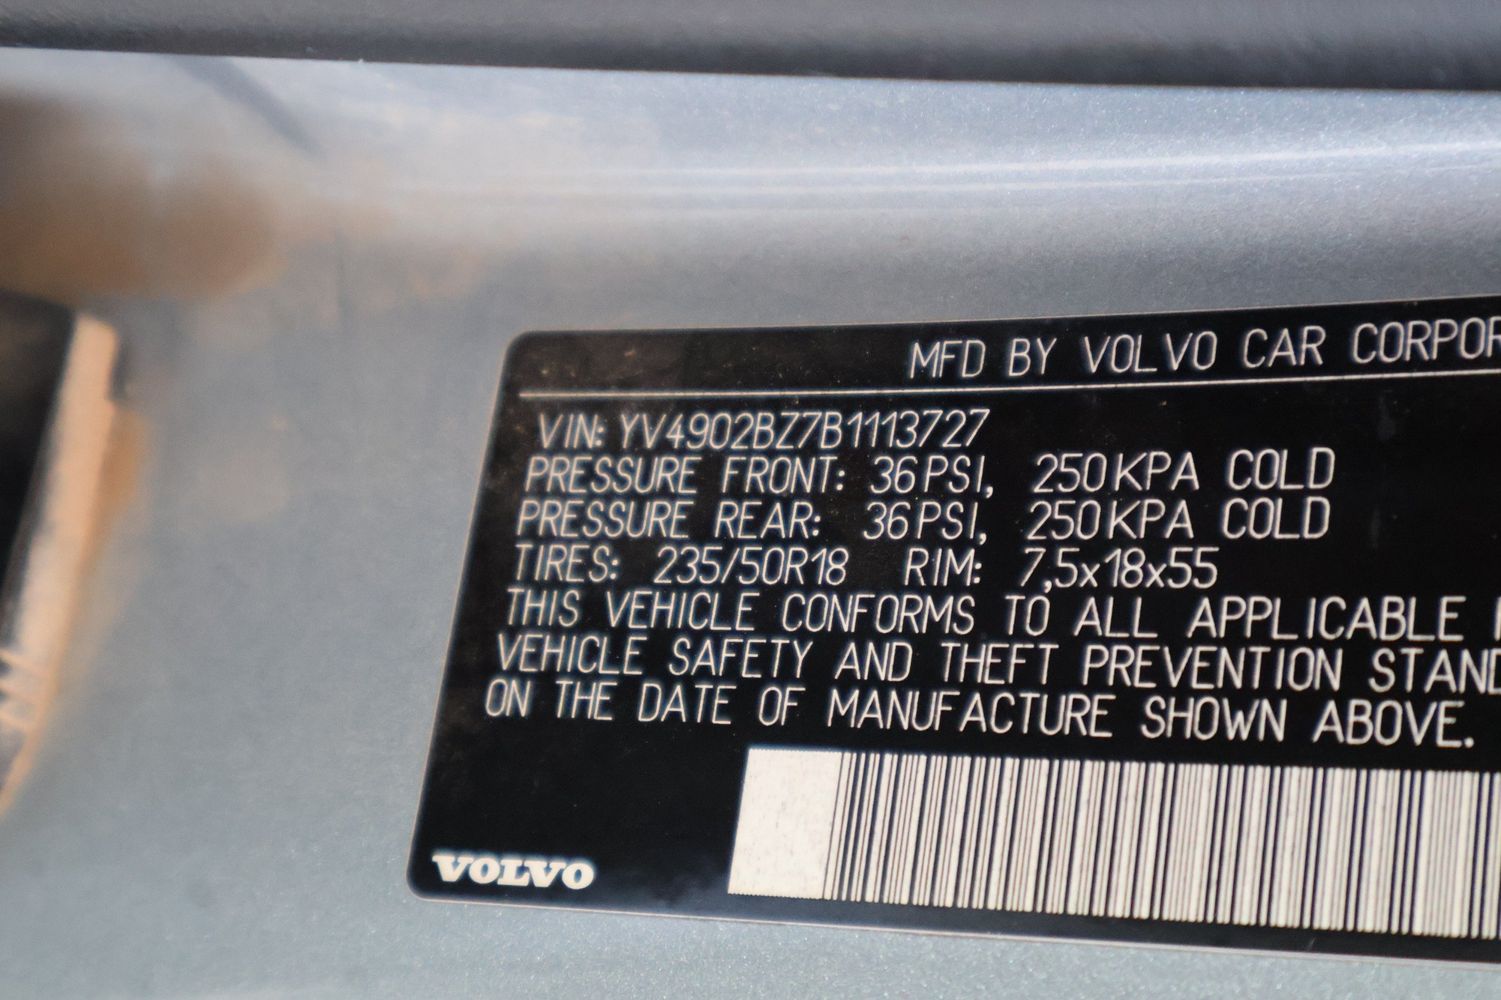 MFD BY VOLVO CAR CORPOR
VIN: YV4902BZ7B1113727
PRESSURE FRONT: 36PSI, 250KPA COLD
PRESSURE REAR: 36PSI, 250KPA COLD
TIRES: 235/50R18 RIM: 7,5x18x55
THIS VEHICLE CONFORMS TO ALL APPLICABLE
VEHICLE SAFETY AND THEFT PREVENTION STAND
ON THE DATE OF MANUFACTURE SHOWN ABOVE.
VOLVO